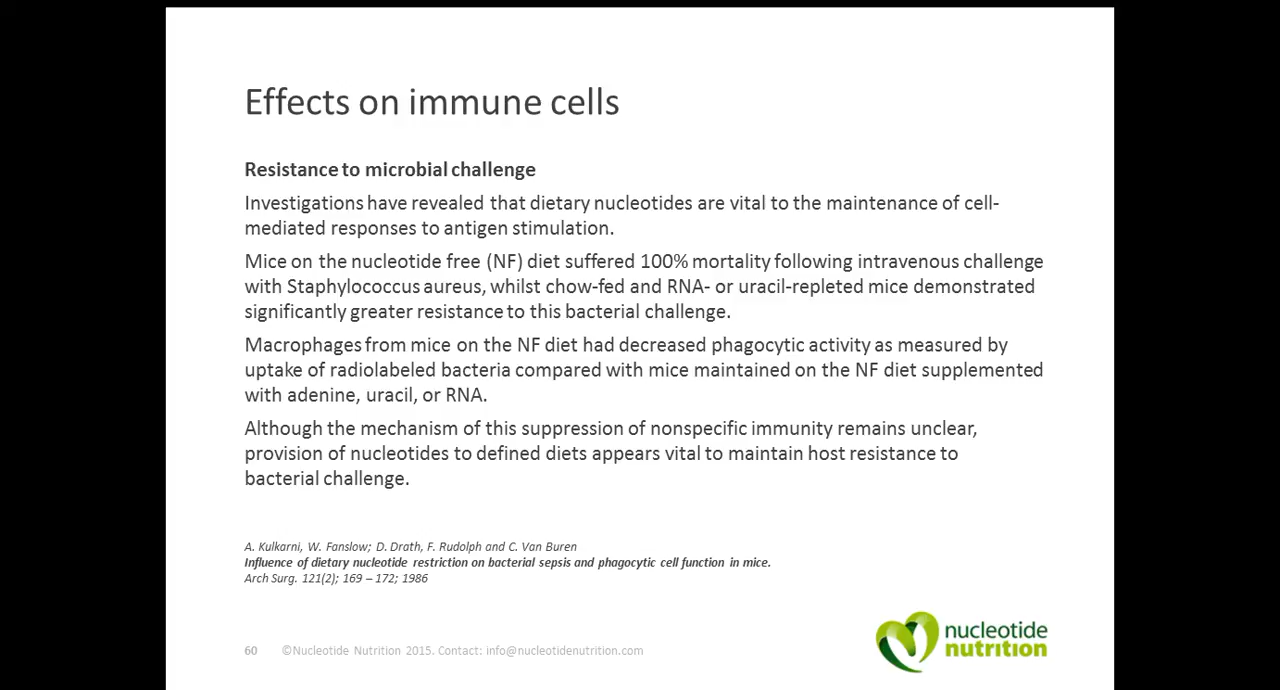 Effects on immune cells
Resistance to microbial challenge
Investigations have revealed that dietary nucleotides are vital to the maintenance of cell-
mediated responses to antigen stimulation.
Mice on the nucleotide free (NF) diet suffered 100% mortality following intravenous challenge
with Staphylococcus aureus, whilst chow-fed and RNA- or uracil-repleted mice demonstrated
significantly greater resistance to this bacterial challenge.
Macrophages from mice on the NF diet had decreased phagocytic activity as measured by
uptake of radiolabeled bacteria compared with mice maintained on the NF diet supplemented
with adenine, uracil, or RNA.
Although the mechanism of this suppression of nonspecific immunity remains unclear,
provision of nucleotides to defined diets appears vital to maintain host resistance to
bacterial challenge.
A. Kulkarni, W. Fanslow; D. Drath, F. Rudolph and C. Van Buren
Influence of dietary nucleotide restriction on bacterial sepsis and phagocytic cell function in mice.
Arch Surg. 121(2); 169 – 172; 1986
60 ©Nucleotide Nutrition 2015. Contact: info@nucleotidenutrition.com
nucleotide
nutrition